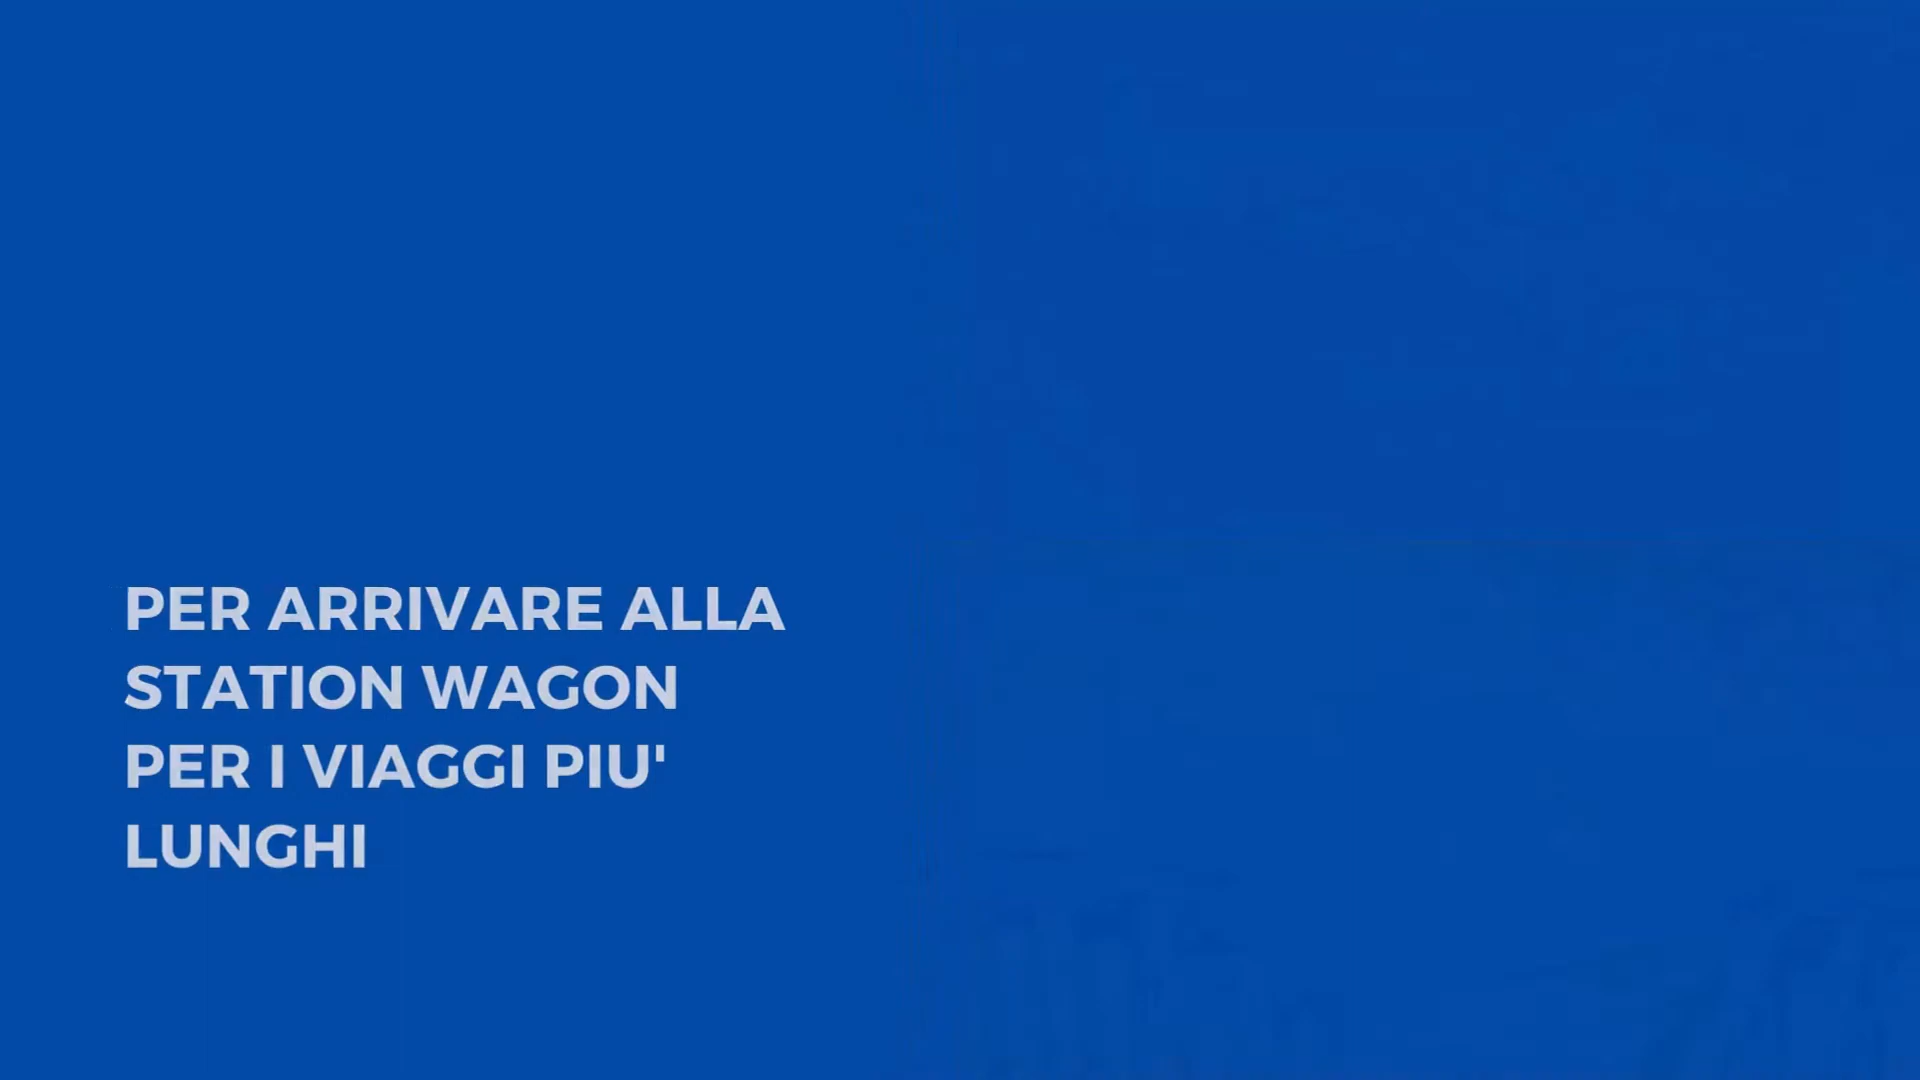 PER ARRIVARE ALLA
STATION WAGON
PER I VIAGGI PIU'
LUNGHI